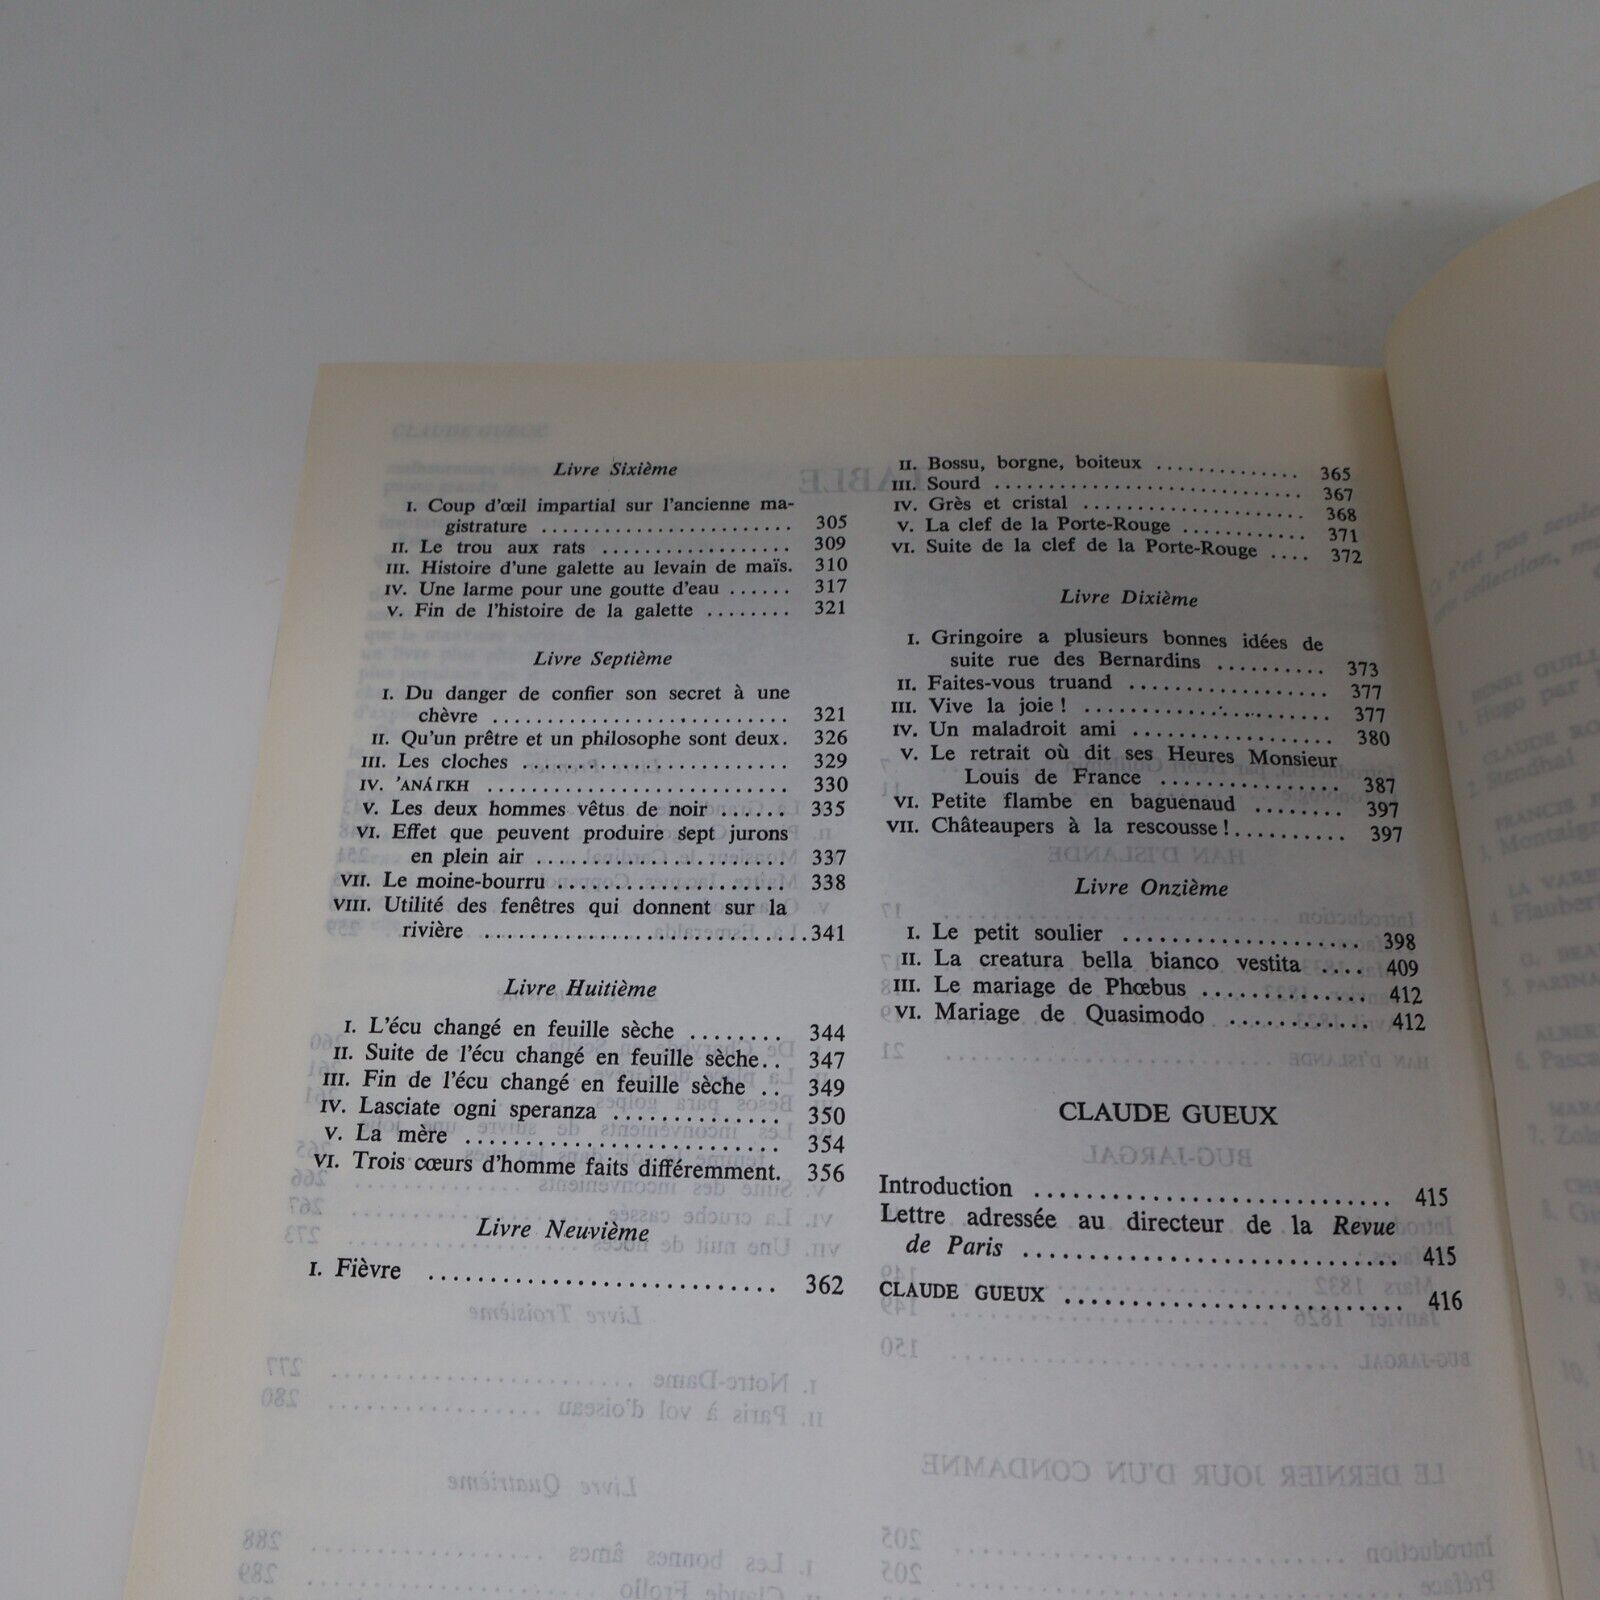 Livre Sixième
I. Coup d'œil impartial sur l'ancienne ma-
gistrature ........................ 305
II. Le trou aux rats .................. 309
III. Histoire d'une galette au levain de maïs. 310
IV. Une larme pour une goutte d'eau ...... 317
V. Fin de l'histoire de la galette ........ 321
Livre Septième
I. Du danger de confier son secret à une
chèvre ............................ 321
II. Qu'un prêtre et un philosophe sont deux. 326
III. Les cloches ........................ 329
IV. 'ΑΝΆΓΚΗ ............................ 330
V. Les deux hommes vêtus de noir ...... 335
VI. Effet que peuvent produire sept jurons
en plein air ........................ 337
VII. Le moine-bourru .................... 338
VIII. Utilité des fenêtres qui donnent sur la
rivière ............................ 341
Livre Huitième
I. L'écu changé en feuille sèche ........ 344
II. Suite de l'écu changé en feuille sèche.. 347
III. Fin de l'écu changé en feuille sèche .. 349
IV. Lasciate ogni speranza .............. 350
V. La mère .......................... 354
VI. Trois cœurs d'homme faits différemment. 356
Livre Neuvième
I. Fièvre ............................ 362
II. Bossu, borgne, boiteux .............. 365
III. Sourd ............................ 367
IV. Grès et cristal .................... 368
V. La clef de la Porte-Rouge ............ 371
VI. Suite de la clef de la Porte-Rouge .... 372
Livre Dixième
I. Gringoire a plusieurs bonnes idées de
suite rue des Bernardins .......... 373
II. Faites-vous truand .................. 377
III. Vive la joie ! ...................... 377
IV. Un maladroit ami .................. 380
V. Le retrait où dit ses Heures Monsieur
Louis de France .................. 387
VI. Petite flambe en baguenaud ........ 397
VII. Châteaupers à la rescousse !.......... 397
Livre Onzième
I. Le petit soulier .................... 398
II. La creatura bella bianco vestita .... 409
III. Le mariage de Phœbus .............. 412
VI. Mariage de Quasimodo ............ 412
CLAUDE GUEUX
Introduction ............................ 415
Lettre adressée au directeur de la Revue
de Paris .............................. 415
CLAUDE GUEUX .......................... 416